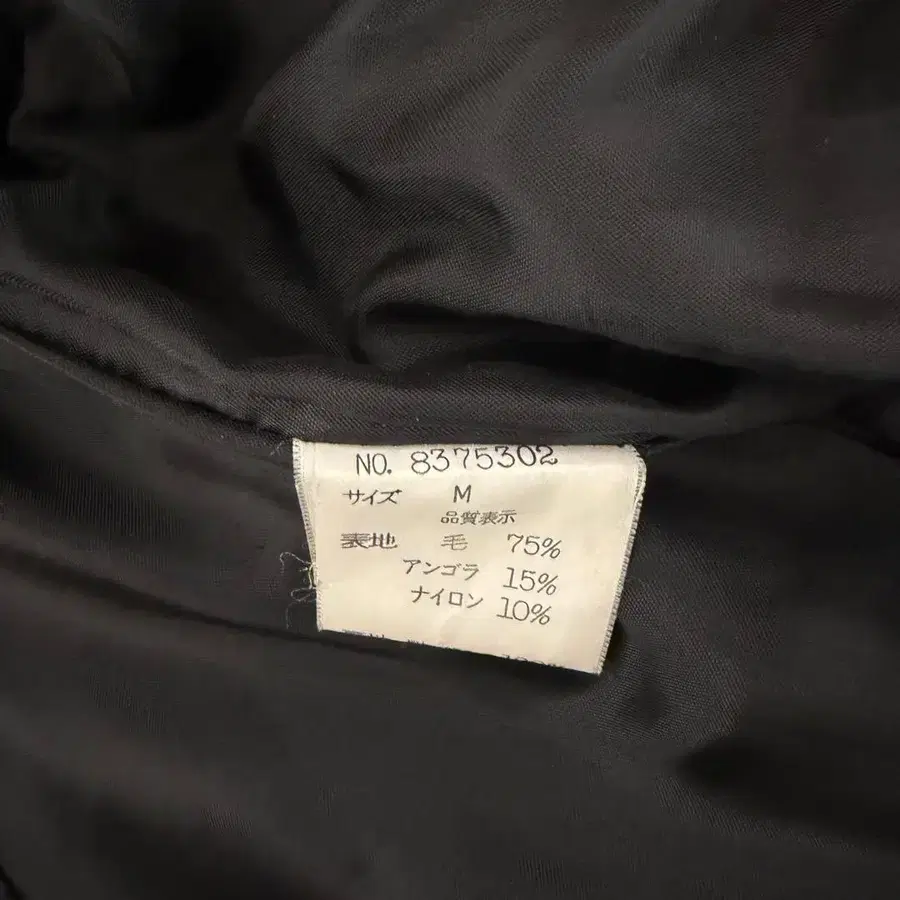 NO. 8375302
サイズ M
品質表示
表地 毛 75%
アンゴラ 15%
ナイロン 10%